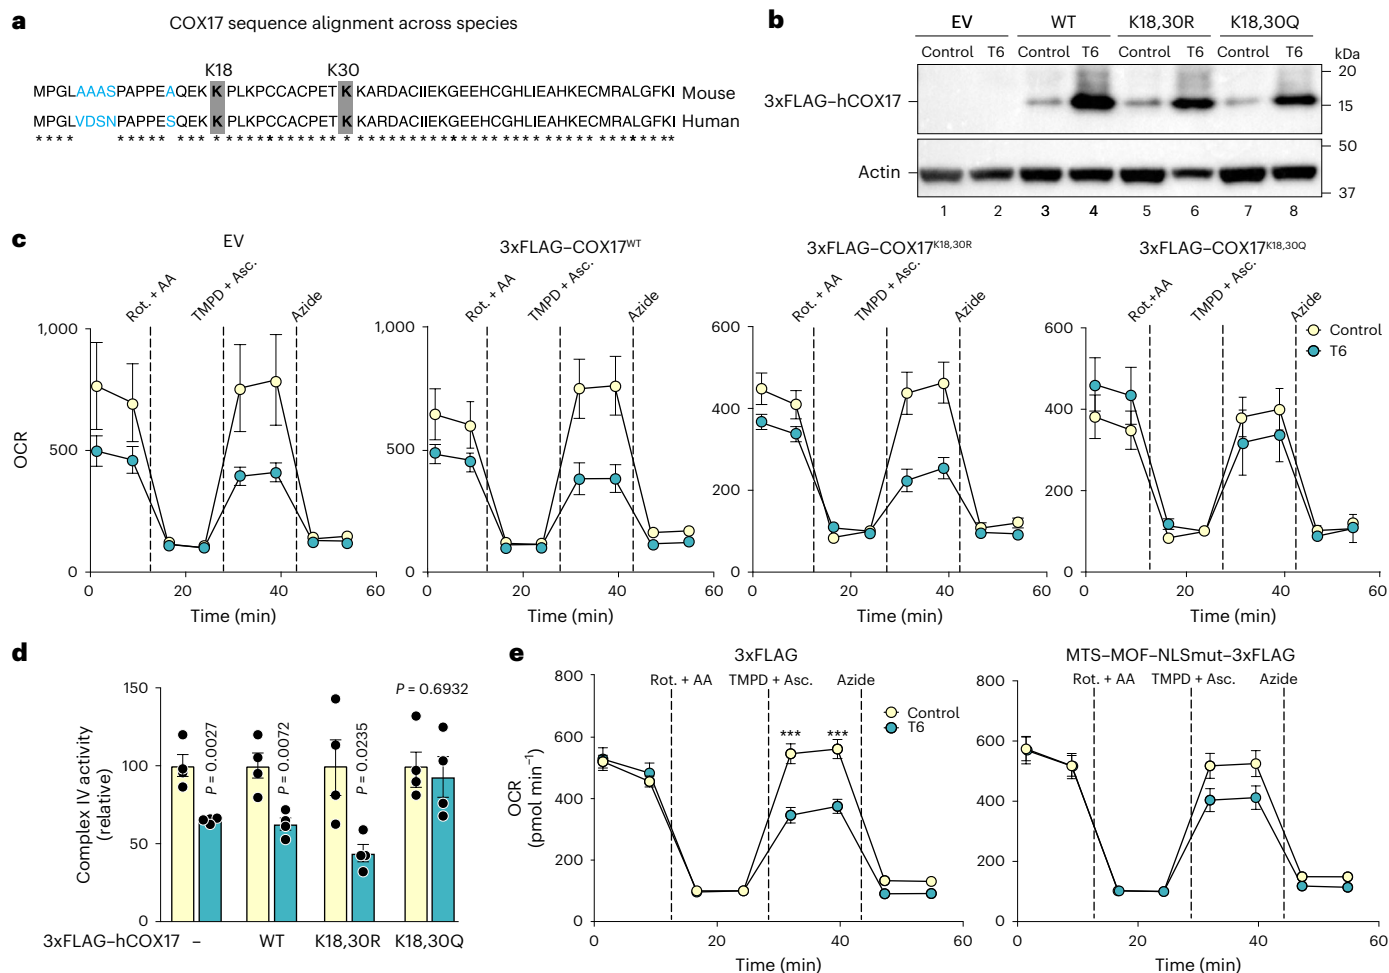 a
COX17 sequence alignment across species
K18 K30
MPGLAAASPAPPEAQEK K PLKPCCACPET K KARDACIIEKGEEHCGHLIEAHKECMRALGFKI Mouse
MPGLVDSNPAPPESQEK K PLKPCCACPET K KARDACIIEKGEEHCGHLIEAHKECMRALGFKI Human
b
EV WT K18,30R K18,30Q
Control T6 Control T6 Control T6 Control T6 kDa
20
3xFLAG–hCOX17
15
50
Actin
37
1 2 3 4 5 6 7 8
c
EV
Rot. + AA
TMPD + Asc.
Azide
1,000
500
0
OCR
0 20 40 60
Time (min)
3xFLAG–COX17WT
Rot. + AA
TMPD + Asc.
Azide
1,000
500
0
0 20 40 60
Time (min)
3xFLAG–COX17K18,30R
Rot. + AA
TMPD + Asc.
Azide
600
400
200
0
0 20 40 60
Time (min)
3xFLAG–COX17K18,30Q
Rot.+AA
TMPD + Asc.
Azide
Control
T6
600
400
200
0
0 20 40 60
Time (min)
d
150
100
50
0
Complex IV activity
(relative)
P = 0.0027
P = 0.0072
P = 0.0235
P = 0.6932
3xFLAG–hCOX17 – WT K18,30R K18,30Q
e
3xFLAG
Rot. + AA TMPD + Asc. Azide
Control
T6
*** ***
800
600
400
200
0
OCR
(pmol min−1)
0 20 40 60
Time (min)
MTS–MOF–NLSmut–3xFLAG
Rot. + AA TMPD + Asc. Azide
800
600
400
200
0
0 20 40 60
Time (min)